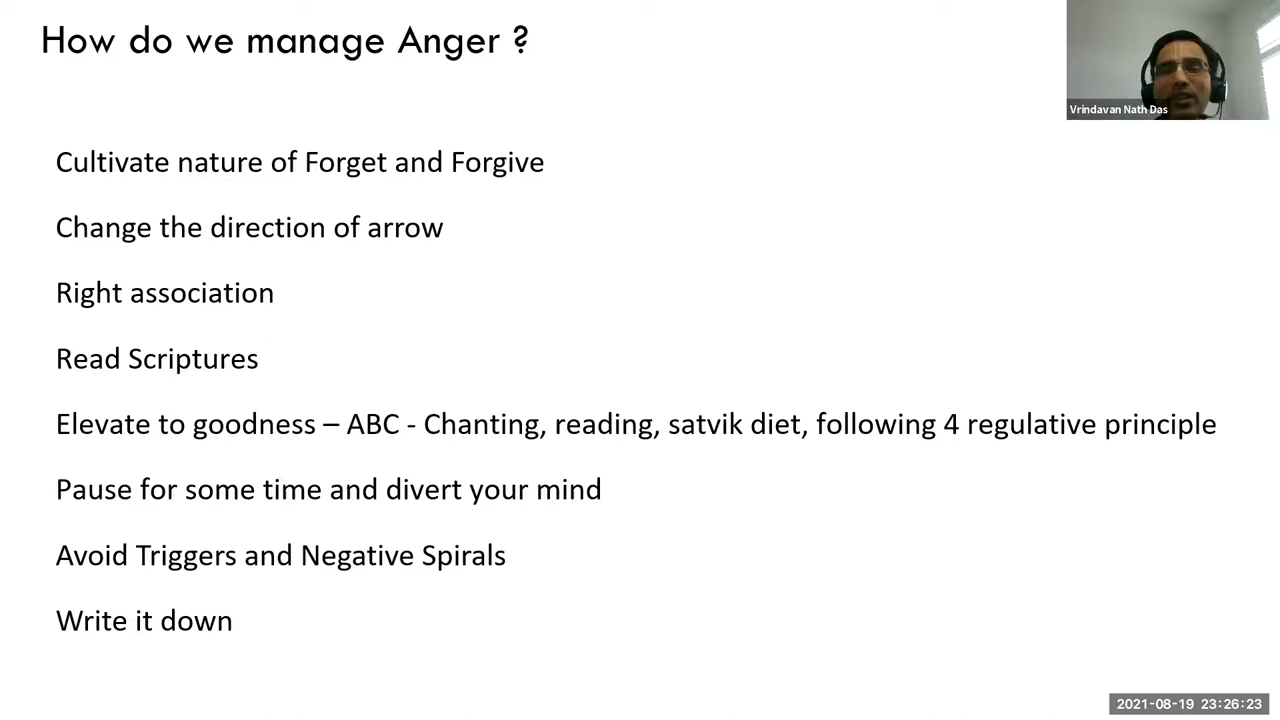 How do we manage Anger ?
Vrindavan Nath Das
Cultivate nature of Forget and Forgive
Change the direction of arrow
Right association
Read Scriptures
Elevate to goodness – ABC - Chanting, reading, satvik diet, following 4 regulative principle
Pause for some time and divert your mind
Avoid Triggers and Negative Spirals
Write it down
2021-08-19 23:26:23